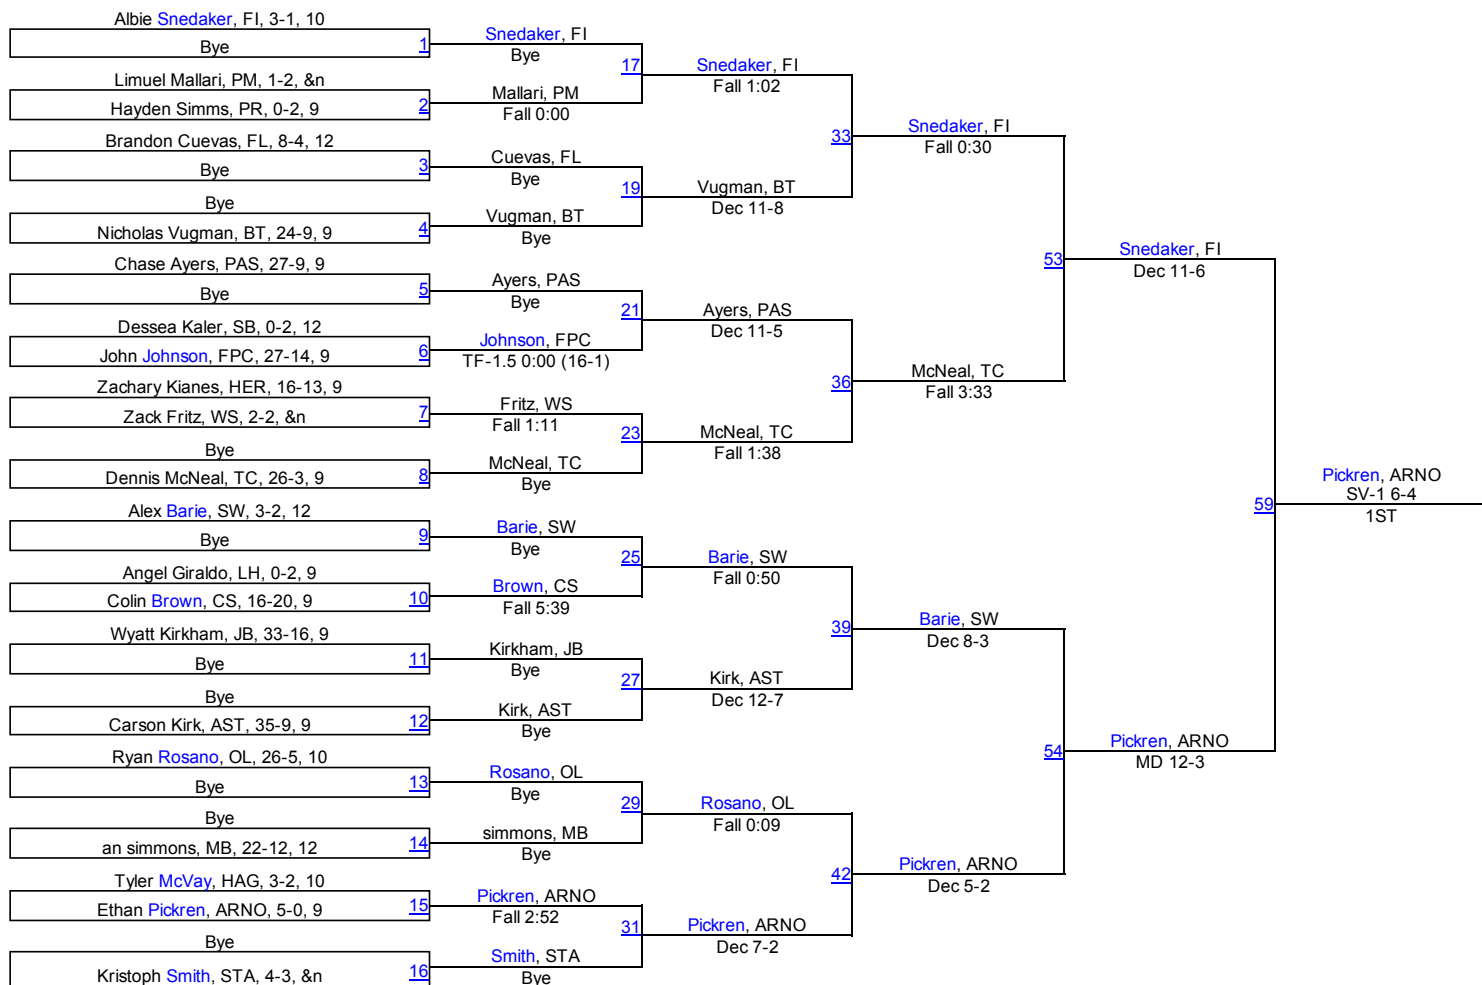 Albie Snedaker, FI, 3-1, 10
Bye
1
Limuel Mallari, PM, 1-2, &n
Hayden Simms, PR, 0-2, 9
2
Brandon Cuevas, FL, 8-4, 12
Bye
3
Bye
Nicholas Vugman, BT, 24-9, 9
4
Chase Ayers, PAS, 27-9, 9
Bye
5
Dessea Kaler, SB, 0-2, 12
John Johnson, FPC, 27-14, 9
6
Zachary Kianes, HER, 16-13, 9
Zack Fritz, WS, 2-2, &n
7
Bye
Dennis McNeal, TC, 26-3, 9
8
Alex Barie, SW, 3-2, 12
Bye
9
Angel Giraldo, LH, 0-2, 9
Colin Brown, CS, 16-20, 9
10
Wyatt Kirkham, JB, 33-16, 9
Bye
11
Bye
Carson Kirk, AST, 35-9, 9
12
Ryan Rosano, OL, 26-5, 10
Bye
13
Bye
an simmons, MB, 22-12, 12
14
Tyler McVay, HAG, 3-2, 10
Ethan Pickren, ARNO, 5-0, 9
15
Bye
Kristoph Smith, STA, 4-3, &n
16
Snedaker, FI
Bye
17
Mallari, PM
Fall 0:00
Cuevas, FL
Bye
19
Vugman, BT
Bye
Ayers, PAS
Bye
21
Johnson, FPC
TF-1.5 0:00 (16-1)
Fritz, WS
Fall 1:11
23
McNeal, TC
Bye
Barie, SW
Bye
25
Brown, CS
Fall 5:39
Kirkham, JB
Bye
27
Kirk, AST
Bye
Rosano, OL
Bye
29
simmons, MB
Bye
Pickren, ARNO
Fall 2:52
31
Smith, STA
Bye
Snedaker, FI
Fall 1:02
33
Vugman, BT
Dec 11-8
Ayers, PAS
Dec 11-5
36
McNeal, TC
Fall 1:38
Barie, SW
Fall 0:50
39
Kirk, AST
Dec 12-7
Rosano, OL
Fall 0:09
42
Pickren, ARNO
Dec 7-2
Snedaker, FI
Fall 0:30
53
McNeal, TC
Fall 3:33
Barie, SW
Dec 8-3
54
Pickren, ARNO
Dec 5-2
Snedaker, FI
Dec 11-6
59
Pickren, ARNO
MD 12-3
Pickren, ARNO
SV-1 6-4
1ST